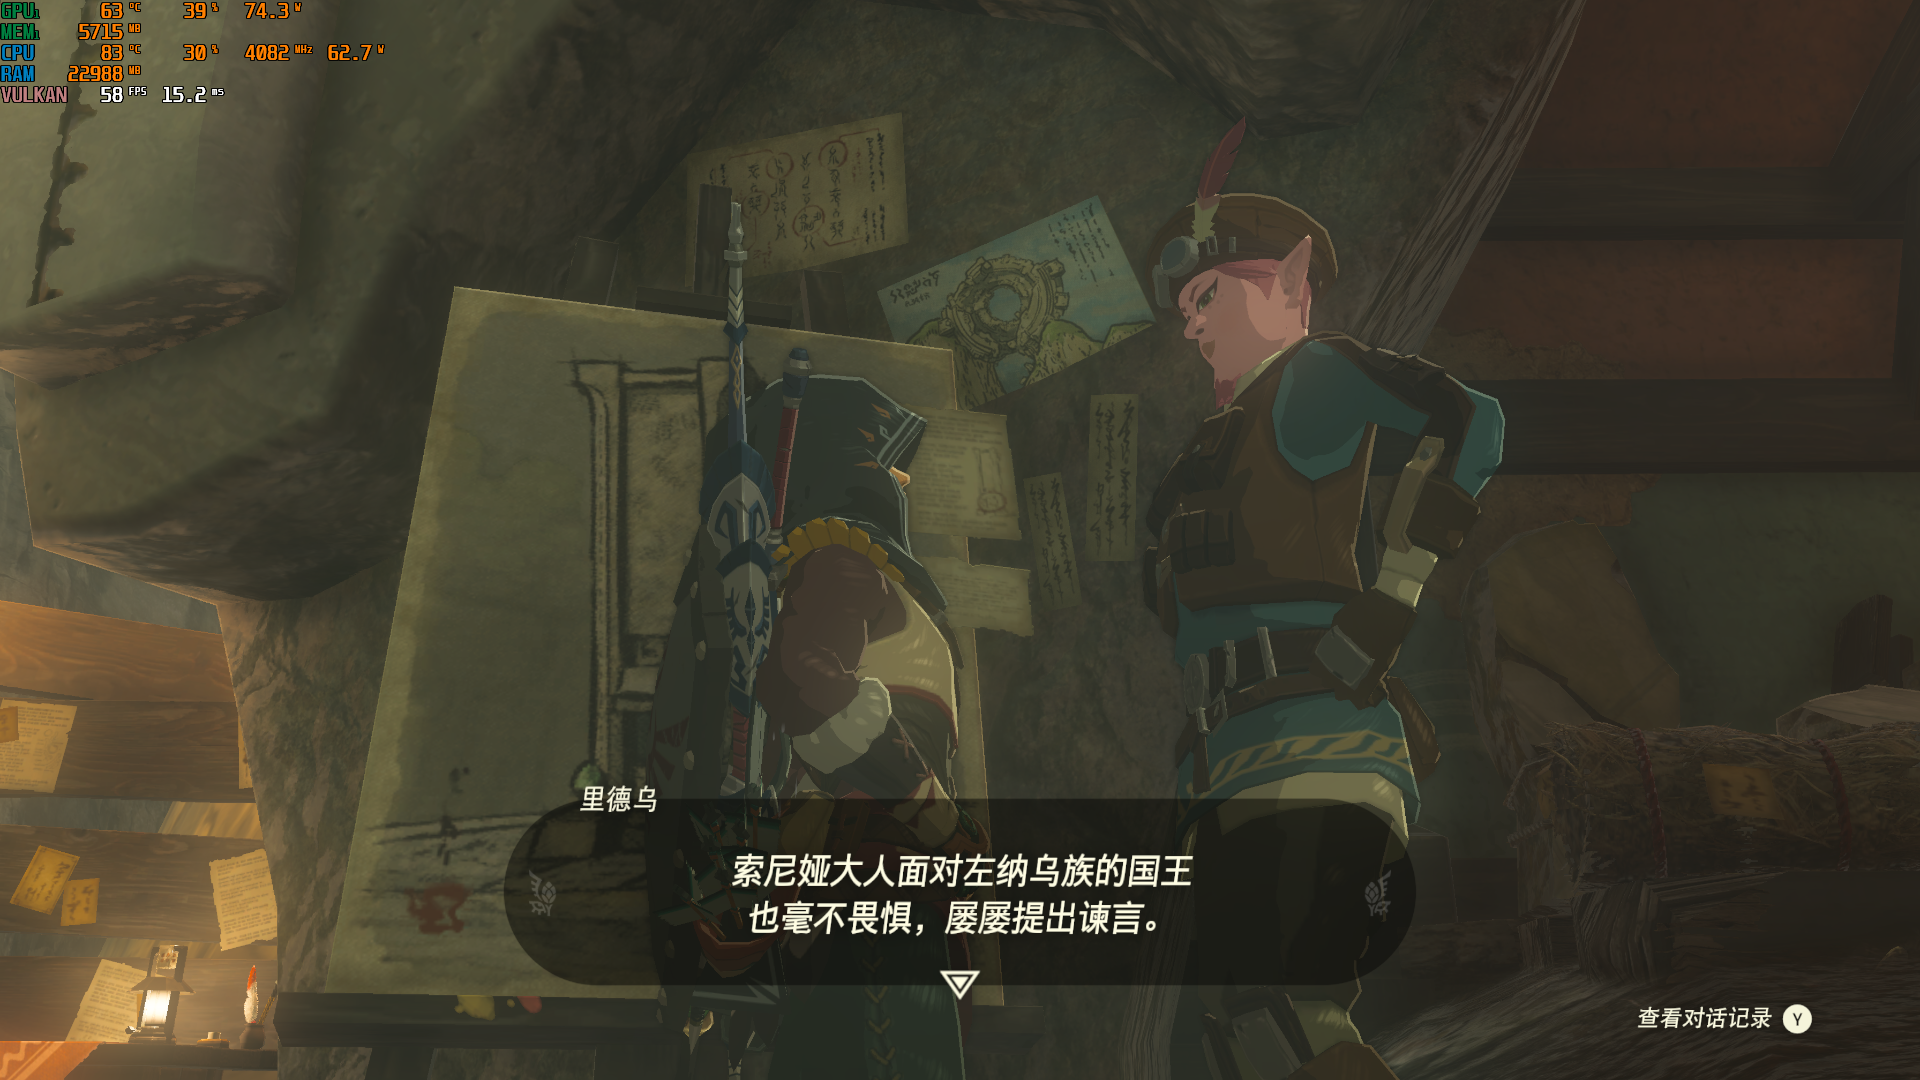 GPU₁ 63 °C 39 % 74.3 W
MEM₁ 5715 MB
CPU 83 °C 30 % 4082 MHz 62.7 W
RAM 22988 MB
VULKAN 58 FPS 15.2 ms
里德乌
索尼娅大人面对左纳乌族的国王
也毫不畏惧，屡屡提出谏言。
查看对话记录 Y